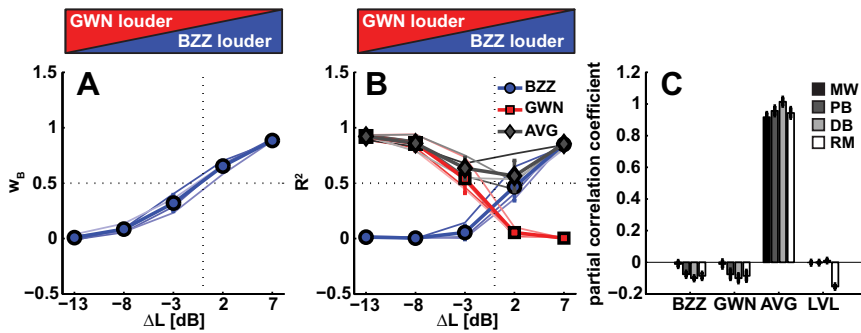 GWN louder
BZZ louder
GWN louder
BZZ louder
A
1.5
1
0.5
0
−0.5
w_B
−13 −8 −3 2 7
ΔL [dB]
B
BZZ
GWN
AVG
1.5
1
0.5
0
−0.5
R²
−13 −8 −3 2 7
ΔL [dB]
C
MW
PB
DB
RM
1.2
1
0.8
0.6
0.4
0.2
0
−0.2
partial correlation coefficient
BZZ GWN AVG LVL